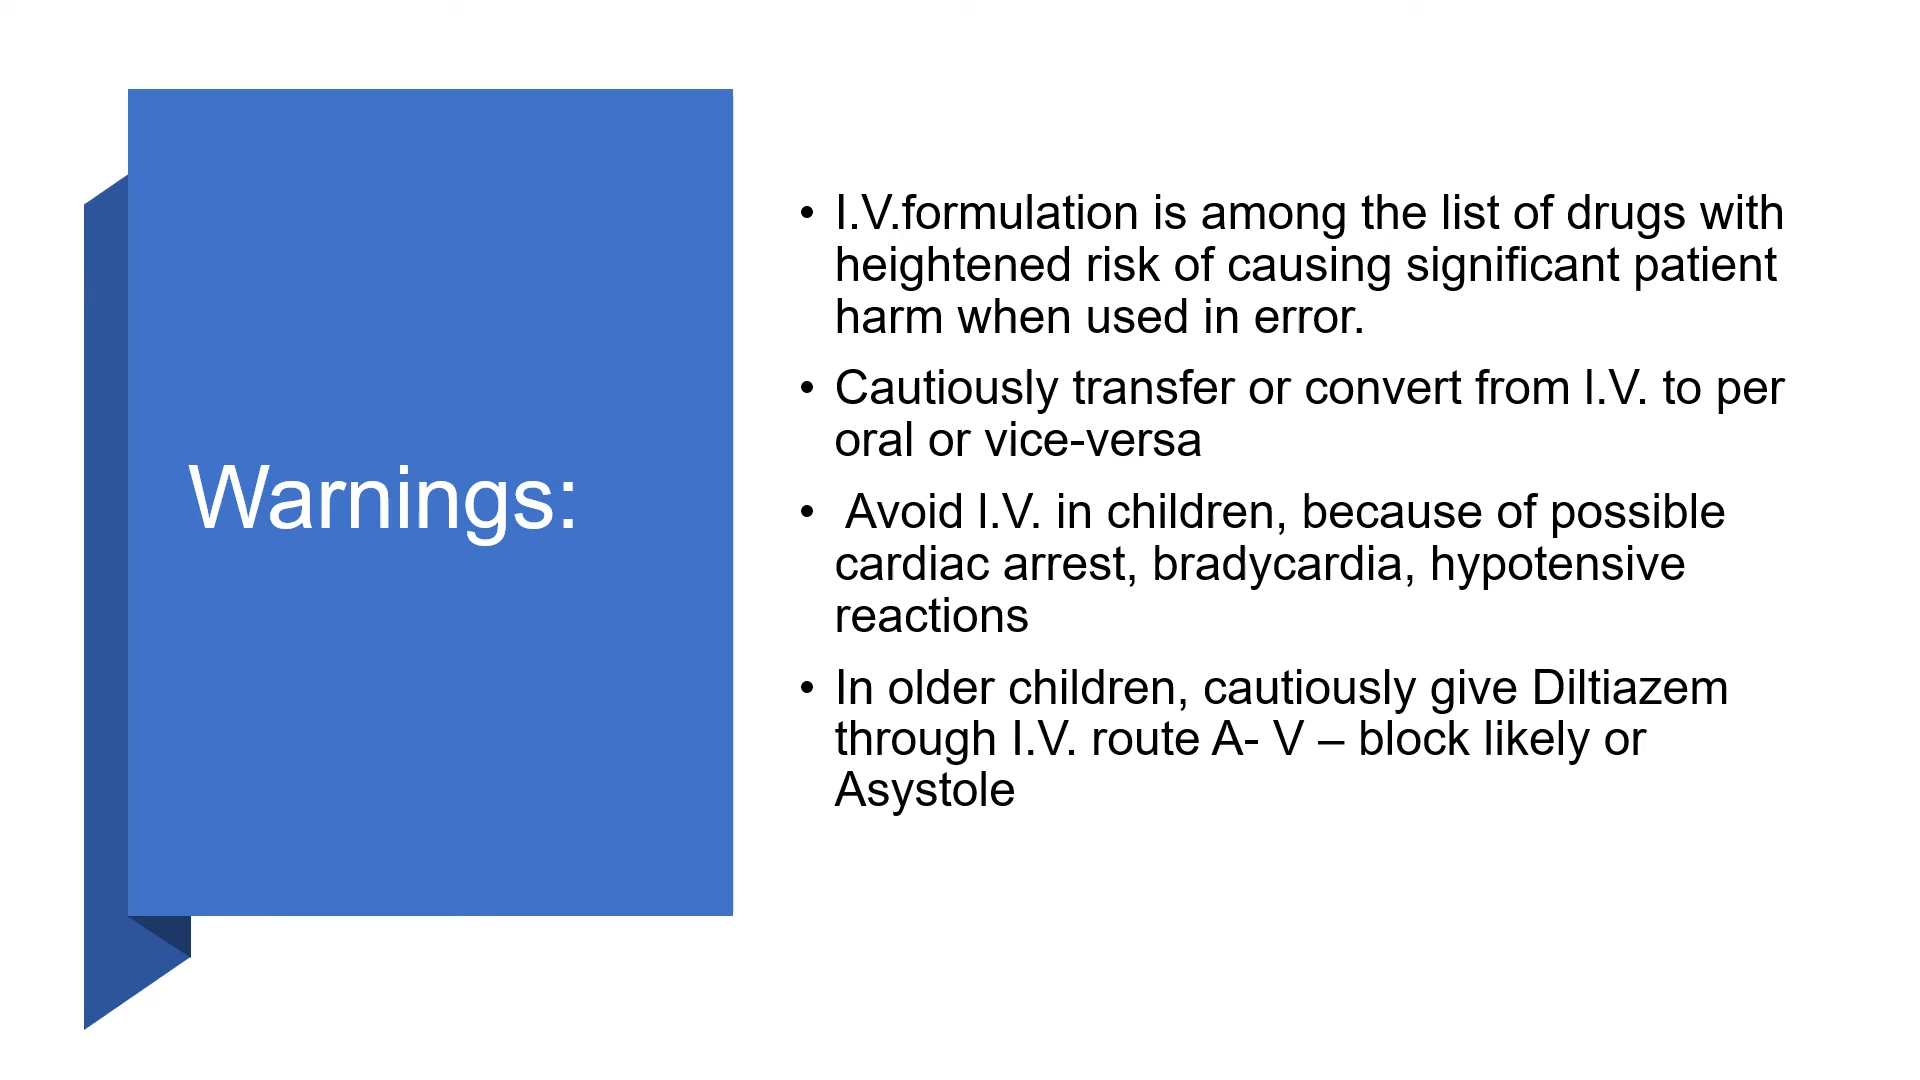 Warnings:
• I.V.formulation is among the list of drugs with
heightened risk of causing significant patient
harm when used in error.
• Cautiously transfer or convert from I.V. to per
oral or vice-versa
• Avoid I.V. in children, because of possible
cardiac arrest, bradycardia, hypotensive
reactions
• In older children, cautiously give Diltiazem
through I.V. route A- V – block likely or
Asystole